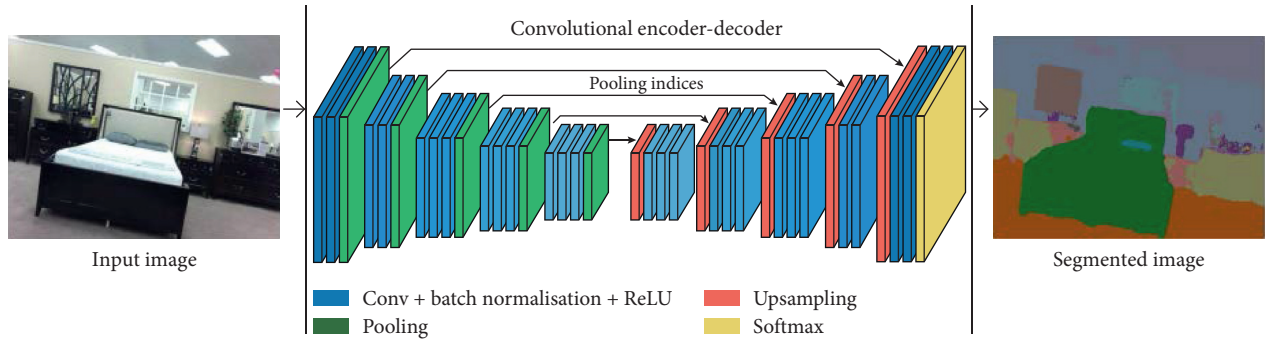 Convolutional encoder-decoder
Pooling indices
Input image
Segmented image
Conv + batch normalisation + ReLU
Upsampling
Pooling
Softmax